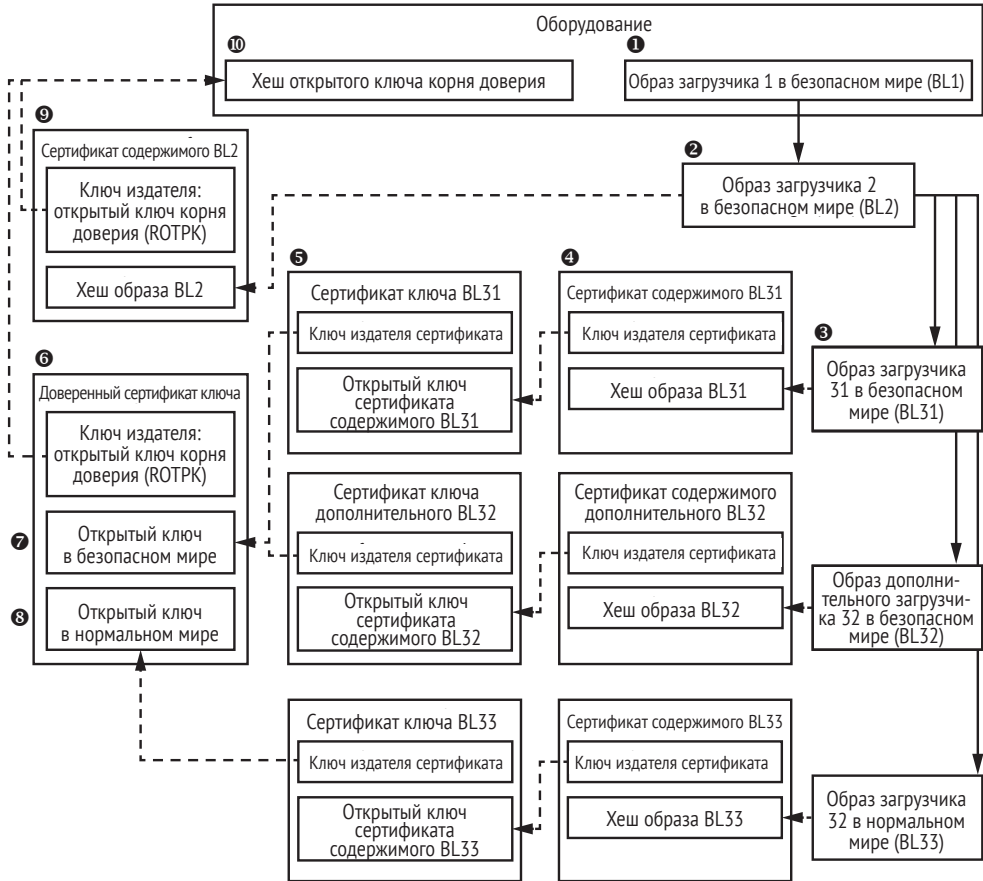 Оборудование
❿
❶
Хеш открытого ключа корня доверия
Образ загрузчика 1 в безопасном мире (BL1)
❾
Сертификат содержимого BL2
Ключ издателя:
открытый ключ корня
доверия (ROTPK)
Хеш образа BL2
❷
Образ загрузчика 2
в безопасном мире (BL2)
❺
Сертификат ключа BL31
Ключ издателя сертификата
Открытый ключ
сертификата
содержимого BL31
❹
Сертификат содержимого BL31
Ключ издателя сертификата
Хеш образа BL31
❸
Образ загрузчика
31 в безопасном
мире (BL31)
❻
Доверенный сертификат ключа
Ключ издателя:
открытый ключ корня
доверия (ROTPK)
❼
Открытый ключ
в безопасном мире
❽
Открытый ключ
в нормальном мире
Сертификат ключа
дополнительного BL32
Ключ издателя сертификата
Открытый ключ
сертификата
содержимого BL32
Сертификат содержимого
дополнительного BL32
Ключ издателя сертификата
Хеш образа BL32
Образ дополни-
тельного загрузчи-
ка 32 в безопасном
мире (BL32)
Сертификат ключа BL33
Ключ издателя сертификата
Открытый ключ
сертификата
содержимого BL33
Сертификат содержимого BL33
Ключ издателя сертификата
Хеш образа BL33
Образ загрузчика
32 в нормальном
мире (BL33)